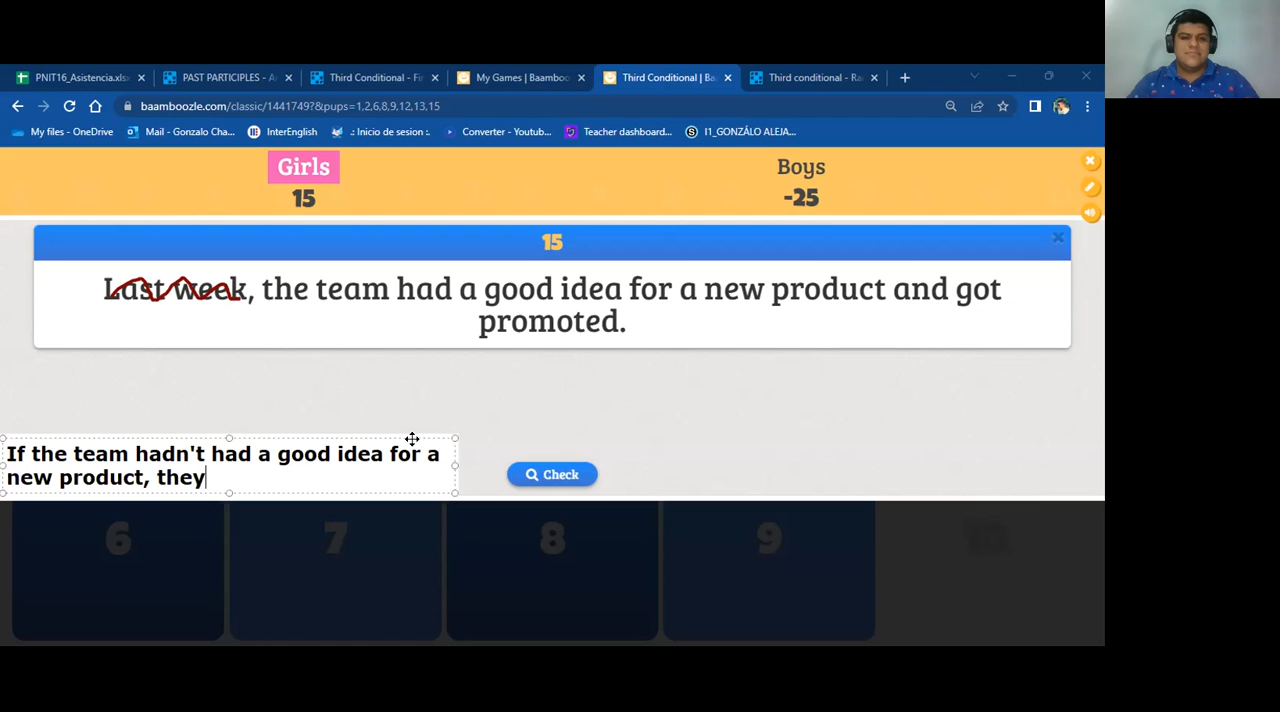 PNIT16_Asistencia.xlsx
PAST PARTICIPLES - A
Third Conditional - Fi
My Games | Baamboo
Third Conditional | Ba
Third conditional - Ra
baamboozle.com/classic/1441749?&pups=1,2,6,8,9,12,13,15
My files - OneDrive
Mail - Gonzalo Cha...
InterEnglish
.: Inicio de sesion :.
Converter - Youtub...
Teacher dashboard...
I1_GONZÁLO ALEJA...
Girls
15
Boys
-25
15
Last week, the team had a good idea for a new product and got
promoted.
If the team hadn't had a good idea for a
new product, they
Check
6
7
8
9
10